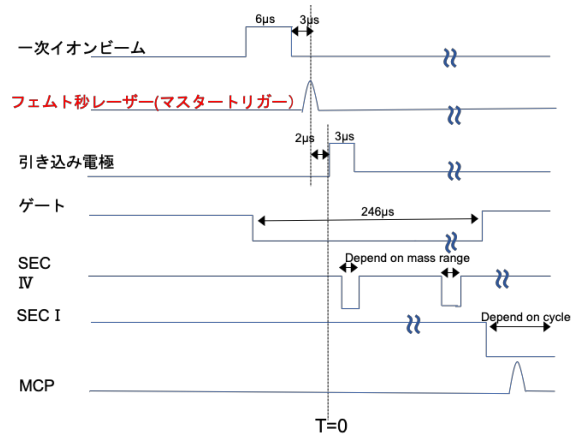 6μs
3μs
一次イオンビーム
フェムト秒レーザー(マスタートリガー）
2μs
3μs
引き込み電極
ゲート
246μs
SEC
Ⅳ
Depend on mass range
SEC I
Depend on cycle
MCP
T=0